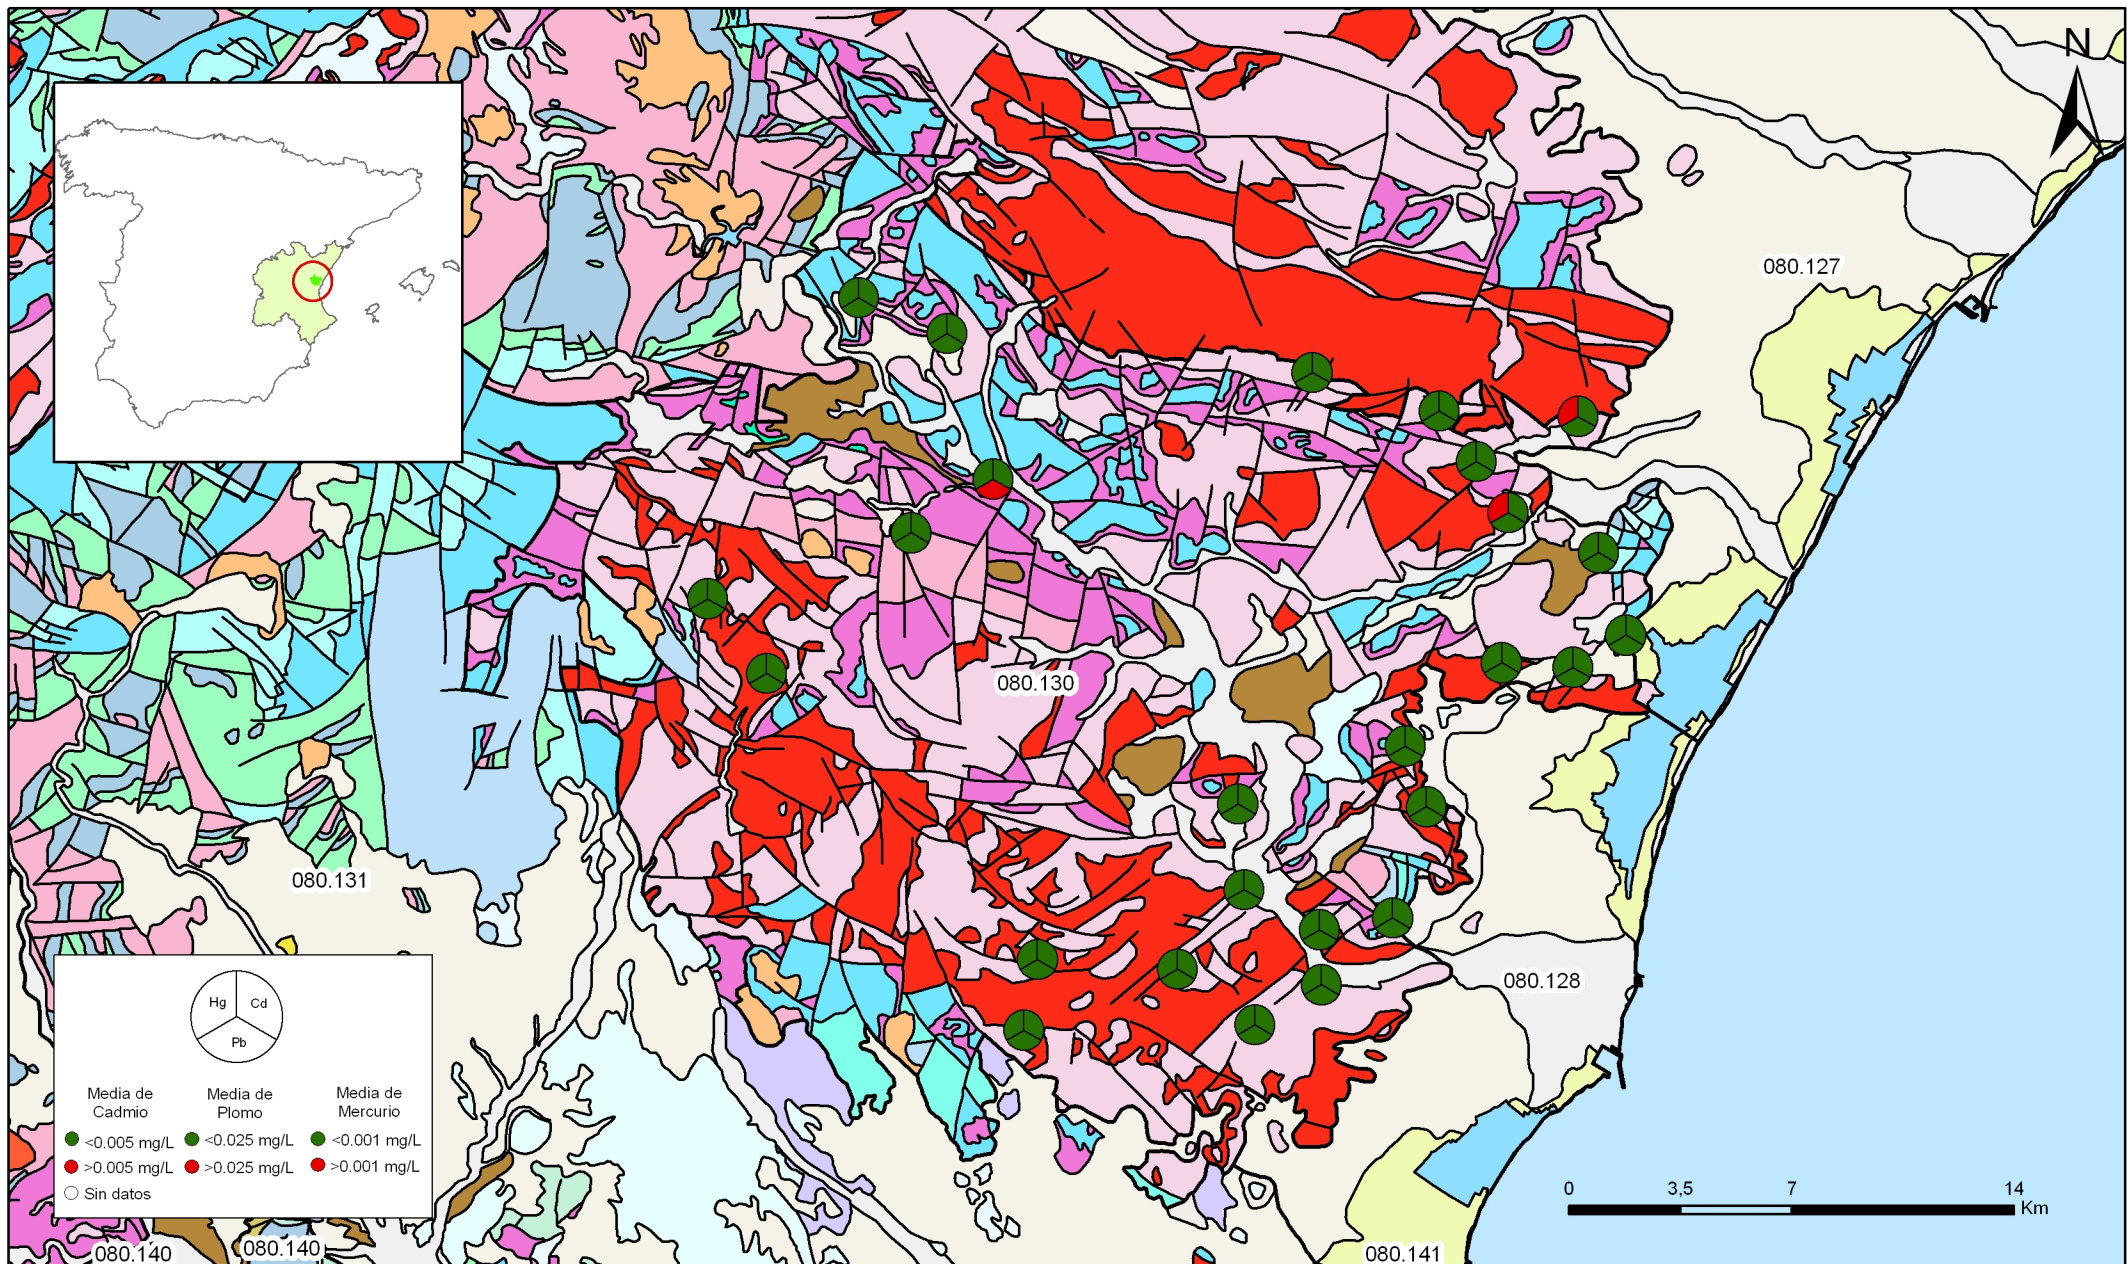 N
080.127
080.130
080.131
080.128
Hg Cd
Pb
Media de Cadmio
Media de Plomo
Media de Mercurio
<0.005 mg/L <0.025 mg/L <0.001 mg/L
>0.005 mg/L >0.025 mg/L >0.001 mg/L
Sin datos
0 3,5 7 14
Km
080.140
080.140
080.141